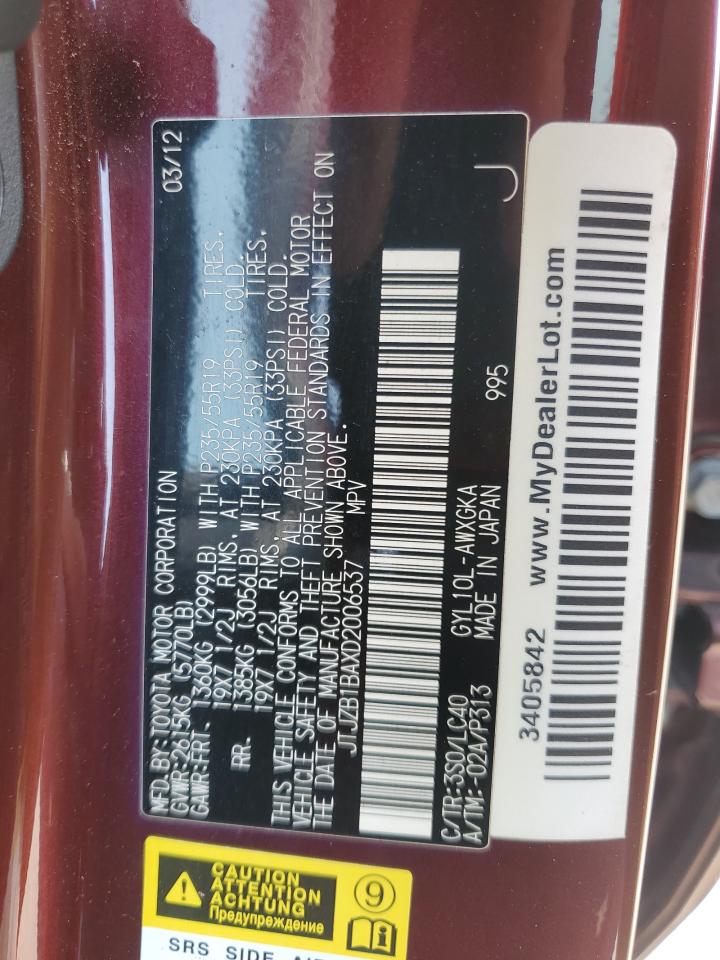 MFD.BY:TOYOTA MOTOR CORPORATION 03/12
GVWR:2615KG (5770LB)
GAWR:FRT. 1360KG (2999LB) WITH P235/55R19 TIRES,
19X7 1/2J RIMS, AT 230KPA (33PSI) COLD.
RR. 1385KG (3056LB) WITH P235/55R19 TIRES,
19X7 1/2J RIMS, AT 230KPA (33PSI) COLD.
THIS VEHICLE CONFORMS TO ALL APPLICABLE FEDERAL MOTOR
VEHICLE SAFETY AND THEFT PREVENTION STANDARDS IN EFFECT ON
THE DATE OF MANUFACTURE SHOWN ABOVE.
JTJZB1BAXD2006537 MPV
C/TR:3S0/LC40 GYL10L-AWXGKA
A/TM:-02A/P313 MADE IN JAPAN 995
J
3405842 www.MyDealerLot.com
CAUTION
ATTENTION
ACHTUNG
Предупреждение
9
SRS SIDE